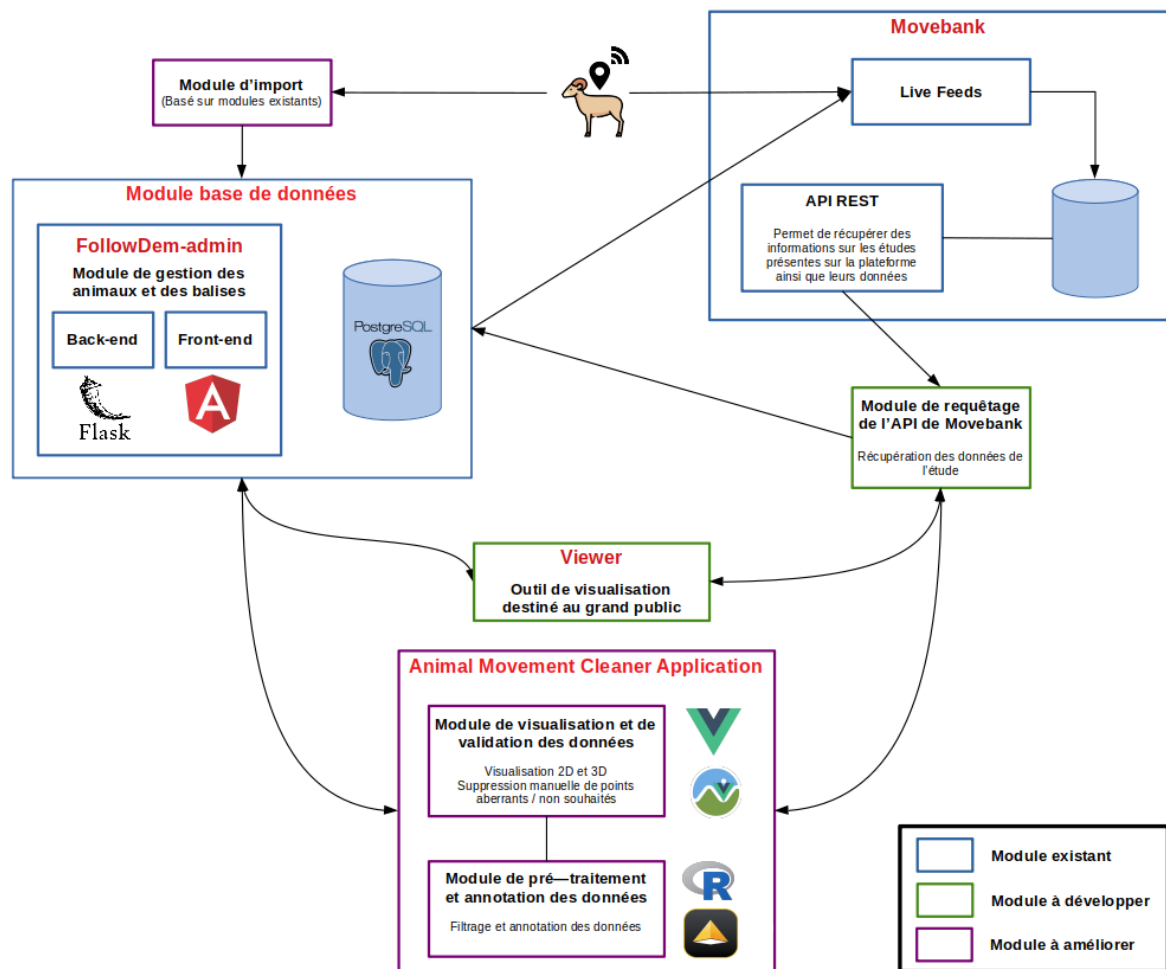 Movebank
Module d'import
(Basé sur modules existants)
Live Feeds
Module base de données
FollowDem-admin
Module de gestion des
animaux et des balises
Back-end
Front-end
Flask
PostgreSQL
API REST
Permet de récupérer des
informations sur les études
présentes sur la plateforme
ainsi que leurs données
Module de requêtage
de l'API de Movebank
Récupération des données de
l'étude
Viewer
Outil de visualisation
destiné au grand public
Animal Movement Cleaner Application
Module de visualisation et de
validation des données
Visualisation 2D et 3D
Suppression manuelle de points
aberrants / non souhaités
Module de pré—traitement
et annotation des données
Filtrage et annotation des données
R
Module existant
Module à développer
Module à améliorer